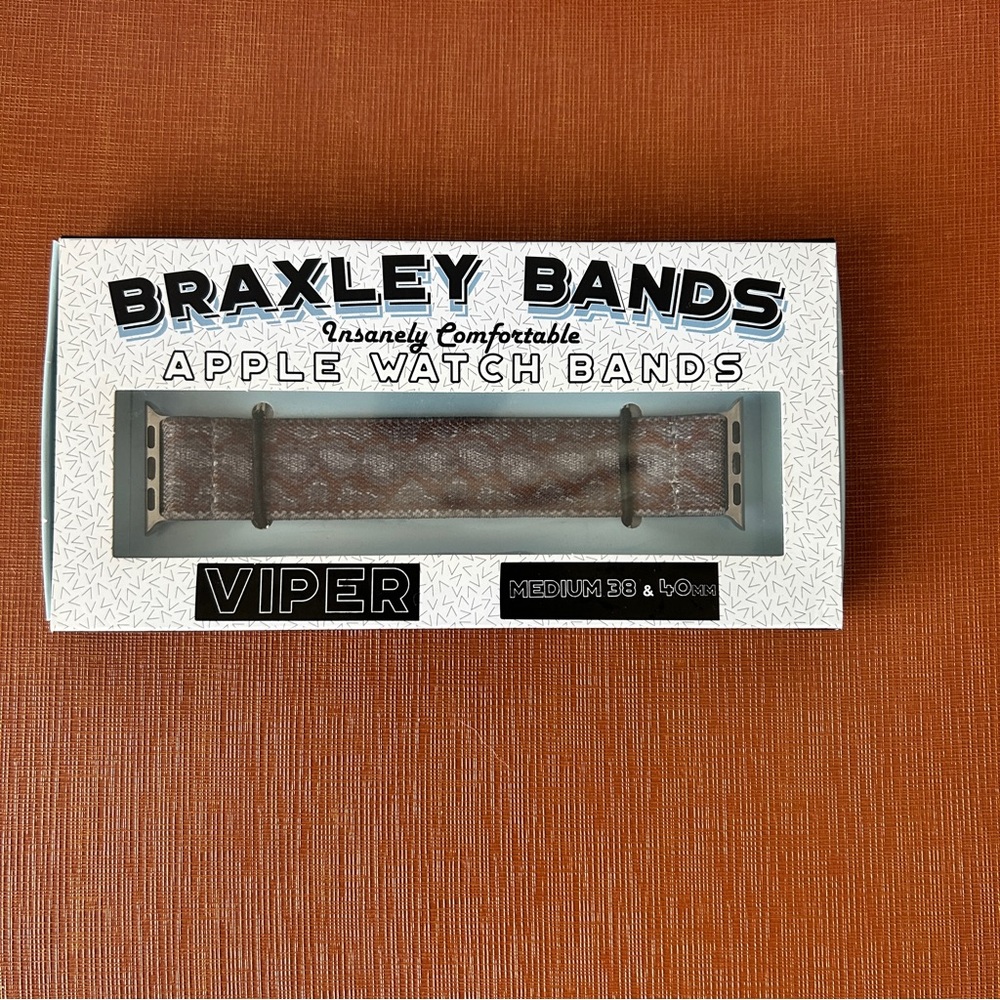 BRAXLEY BANDS
Insanely Comfortable
APPLE WATCH BANDS
VIPER
MEDIUM 38 & 40MM